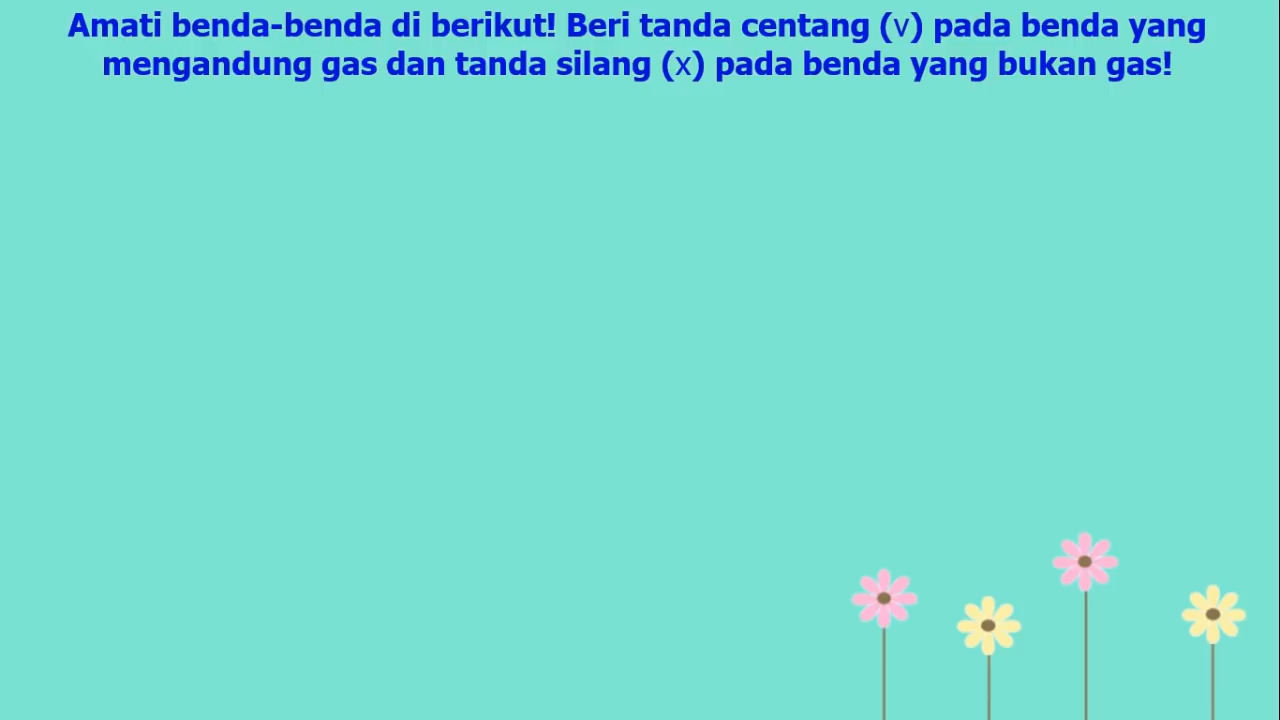 Amati benda-benda di berikut! Beri tanda centang (v) pada benda yang
mengandung gas dan tanda silang (x) pada benda yang bukan gas!